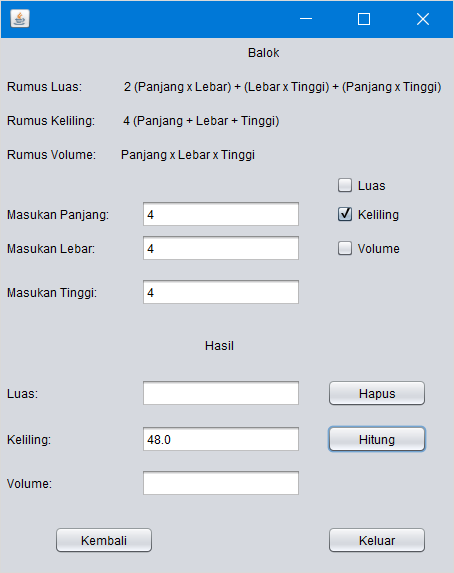 Balok
Rumus Luas: 2 (Panjang x Lebar) + (Lebar x Tinggi) + (Panjang x Tinggi)
Rumus Keliling: 4 (Panjang + Lebar + Tinggi)
Rumus Volume: Panjang x Lebar x Tinggi
Luas
Masukan Panjang: 4 Keliling
Masukan Lebar: 4 Volume
Masukan Tinggi: 4
Hasil
Luas: Hapus
Keliling: 48.0 Hitung
Volume:
Kembali Keluar